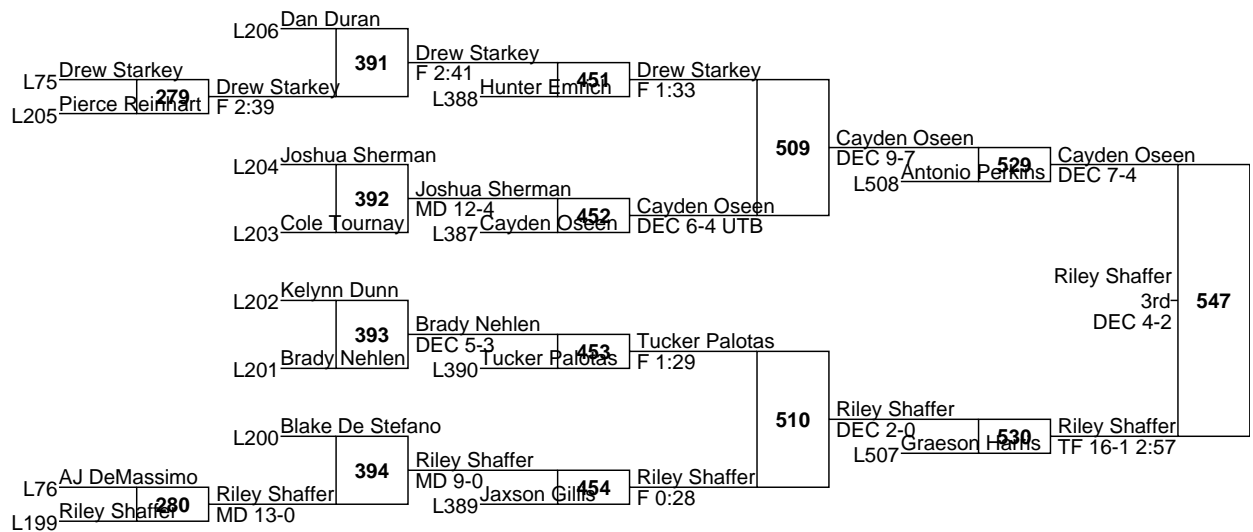 L206 Dan Duran
391
Drew Starkey
F 2:41
L75 Drew Starkey
279
L205 Pierce Reinhart
Drew Starkey
F 2:39
451
L388 Hunter Emrich
Drew Starkey
F 1:33
509
Cayden Oseen
DEC 9-7
L204 Joshua Sherman
392
L203 Cole Tournay
Joshua Sherman
MD 12-4
452
L387 Cayden Oseen
Cayden Oseen
DEC 6-4 UTB
529
L508 Antonio Perkins
Cayden Oseen
DEC 7-4
Riley Shaffer
3rd
DEC 4-2
547
L202 Kelynn Dunn
393
L201 Brady Nehlen
Brady Nehlen
DEC 5-3
453
L390 Tucker Palotas
Tucker Palotas
F 1:29
510
Riley Shaffer
DEC 2-0
530
L507 Graeson Harris
Riley Shaffer
TF 16-1 2:57
L200 Blake De Stefano
394
Riley Shaffer
MD 9-0
454
L389 Jaxson Gillis
Riley Shaffer
F 0:28
L76 AJ DeMassimo
280
L199 Riley Shaffer
Riley Shaffer
MD 13-0